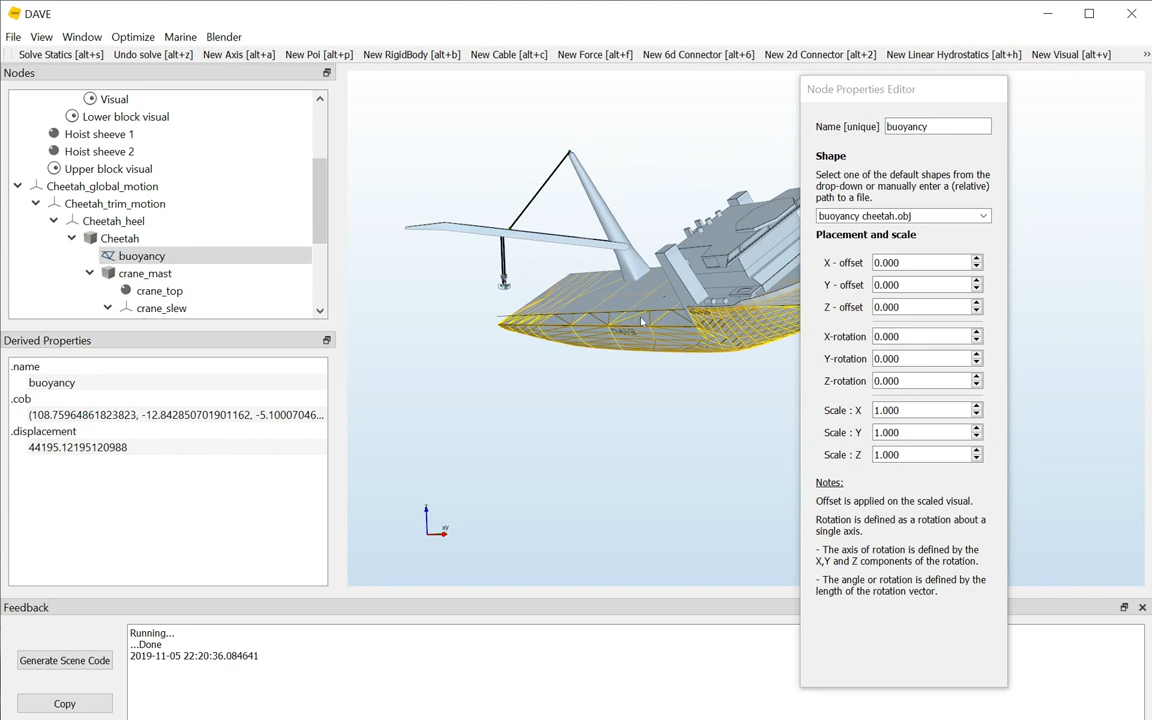 DAVE
File View Window Optimize Marine Blender
Solve Statics [alt+s] Undo solve [alt+z] New Axis [alt+a] New Poi [alt+p] New RigidBody [alt+b] New Cable [alt+c] New Force [alt+f] New 6d Connector [alt+6] New 2d Connector [alt+2] New Linear Hydrostatics [alt+h] New Visual [alt+v] »
Nodes
Visual
Lower block visual
Hoist sheeve 1
Hoist sheeve 2
Upper block visual
Cheetah_global_motion
Cheetah_trim_motion
Cheetah_heel
Cheetah
buoyancy
crane_mast
crane_top
crane_slew
Derived Properties
.name
buoyancy
.cob
(108.75964861823823, -12.842850701901162, -5.10007046...
.displacement
44195.12195120988
xy
Node Properties Editor
Name [unique] buoyancy
Shape
Select one of the default shapes from the
drop-down or manually enter a (relative)
path to a file.
buoyancy cheetah.obj
Placement and scale
X - offset 0.000
Y - offset 0.000
Z - offset 0.000
X-rotation 0.000
Y-rotation 0.000
Z-rotation 0.000
Scale : X 1.000
Scale : Y 1.000
Scale : Z 1.000
Notes:
Offset is applied on the scaled visual.
Rotation is defined as a rotation about a
single axis.
- The axis of rotation is defined by the
X,Y and Z components of the rotation.
- The angle or rotation is defined by the
length of the rotation vector.
Feedback
Generate Scene Code
Copy
Running...
...Done
2019-11-05 22:20:36.084641